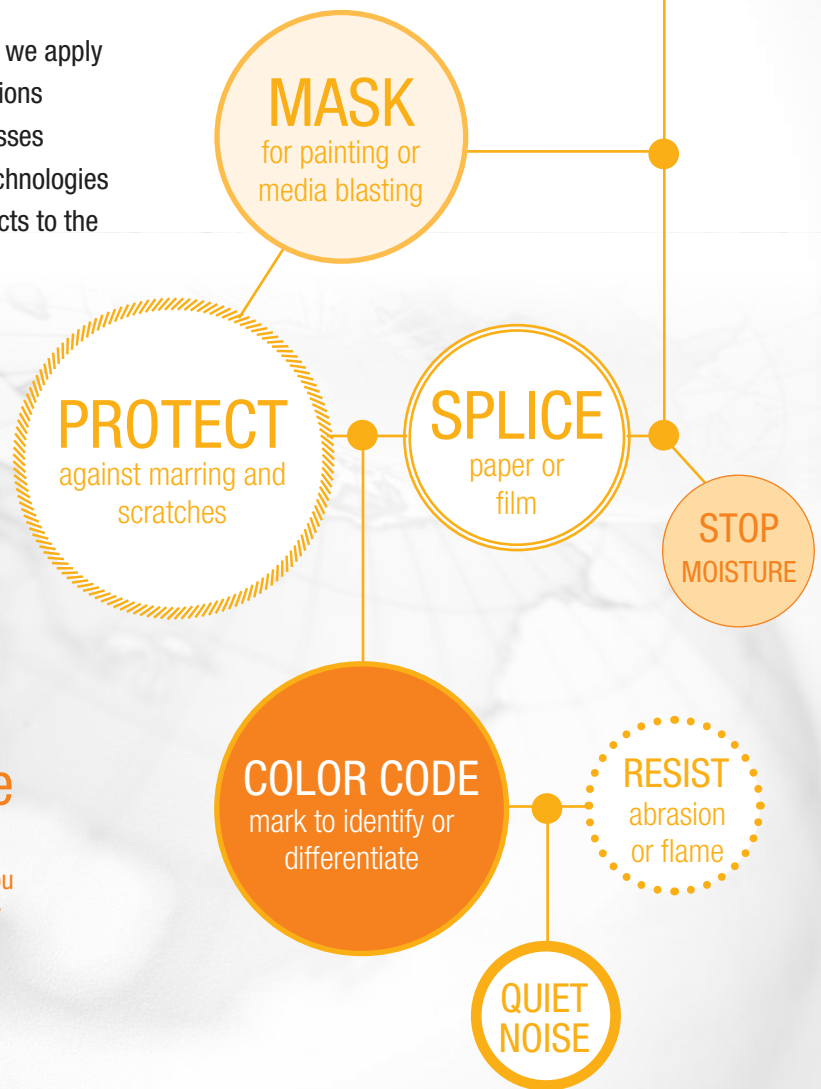 we apply
ions
sses
chnologies
cts to the
MASK
for painting or
media blasting
PROTECT
against marring and
scratches
SPLICE
paper or
film
STOP
MOISTURE
COLOR CODE
mark to identify or
differentiate
RESIST
abrasion
or flame
QUIET
NOISE
e
ou